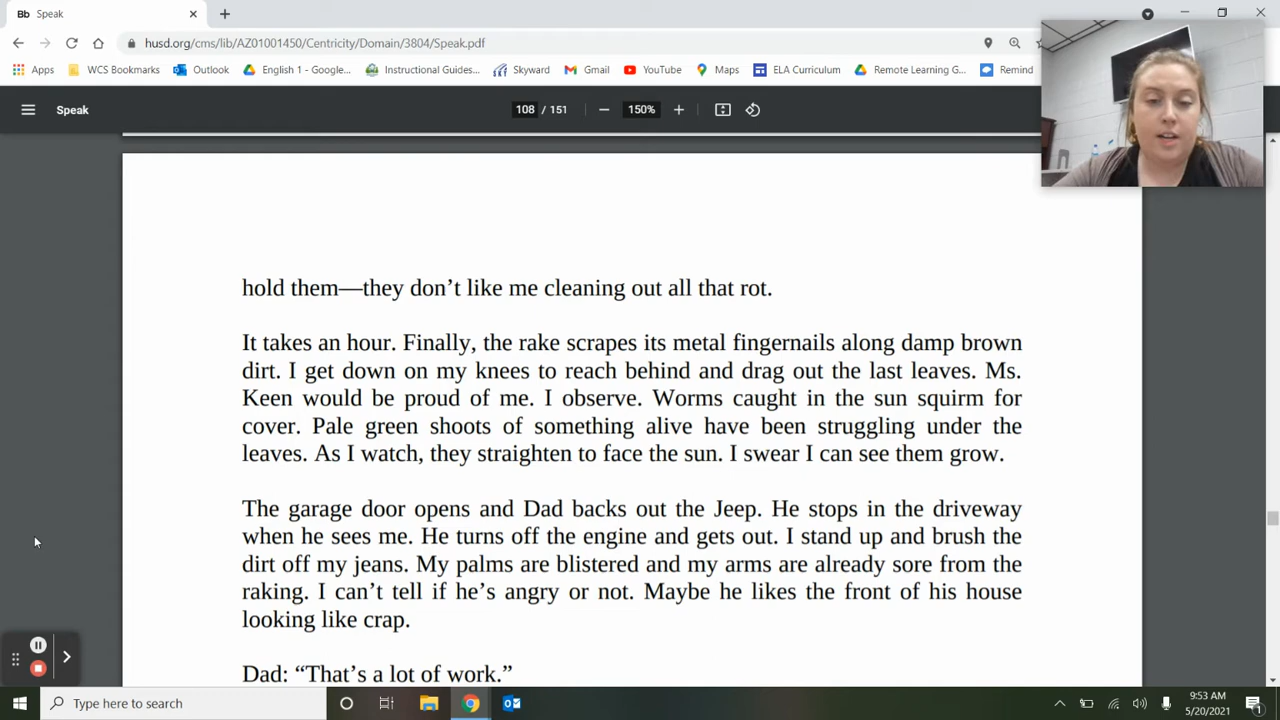 Bb Speak
husd.org/cms/lib/AZ01001450/Centricity/Domain/3804/Speak.pdf
Apps WCS Bookmarks Outlook English 1 - Google... Instructional Guides... Skyward Gmail YouTube Maps ELA Curriculum Remote Learning G... Remind
Speak 108 / 151 150%
hold them—they don’t like me cleaning out all that rot.
It takes an hour. Finally, the rake scrapes its metal fingernails along damp brown
dirt. I get down on my knees to reach behind and drag out the last leaves. Ms.
Keen would be proud of me. I observe. Worms caught in the sun squirm for
cover. Pale green shoots of something alive have been struggling under the
leaves. As I watch, they straighten to face the sun. I swear I can see them grow.
The garage door opens and Dad backs out the Jeep. He stops in the driveway
when he sees me. He turns off the engine and gets out. I stand up and brush the
dirt off my jeans. My palms are blistered and my arms are already sore from the
raking. I can’t tell if he’s angry or not. Maybe he likes the front of his house
looking like crap.
Dad: “That’s a lot of work.”
Type here to search
9:53 AM
5/20/2021
1